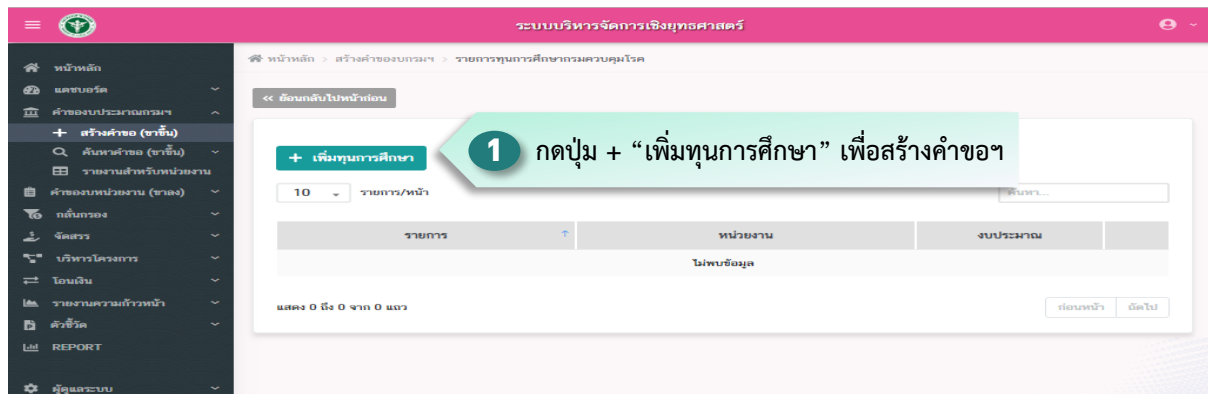 ระบบบริหารจัดการเชิงยุทธศาสตร์
หน้าหลัก > สร้างคำของบกรมฯ > รายการทุนการศึกษากรมควบคุมโรค
<< ย้อนกลับไปหน้าก่อน
หน้าหลัก
แดชบอร์ด
คำของบประมาณกรมฯ
+ สร้างคำขอ (ขาขึ้น)
ค้นหาคำขอ (ขาขึ้น)
รายงานสำหรับหน่วยงาน
คำของบหน่วยงาน (ขาลง)
กลั่นกรอง
จัดสรร
บริหารโครงการ
โอนเงิน
รายงานความก้าวหน้า
ตัวชี้วัด
REPORT
ผู้ดูแลระบบ
+ เพิ่มทุนการศึกษา
1 กดปุ่ม + “เพิ่มทุนการศึกษา” เพื่อสร้างคำขอฯ
10 รายการ/หน้า
ค้นหา...
รายการ หน่วยงาน งบประมาณ
ไม่พบข้อมูล
แสดง 0 ถึง 0 จาก 0 แถว
ก่อนหน้า ถัดไป